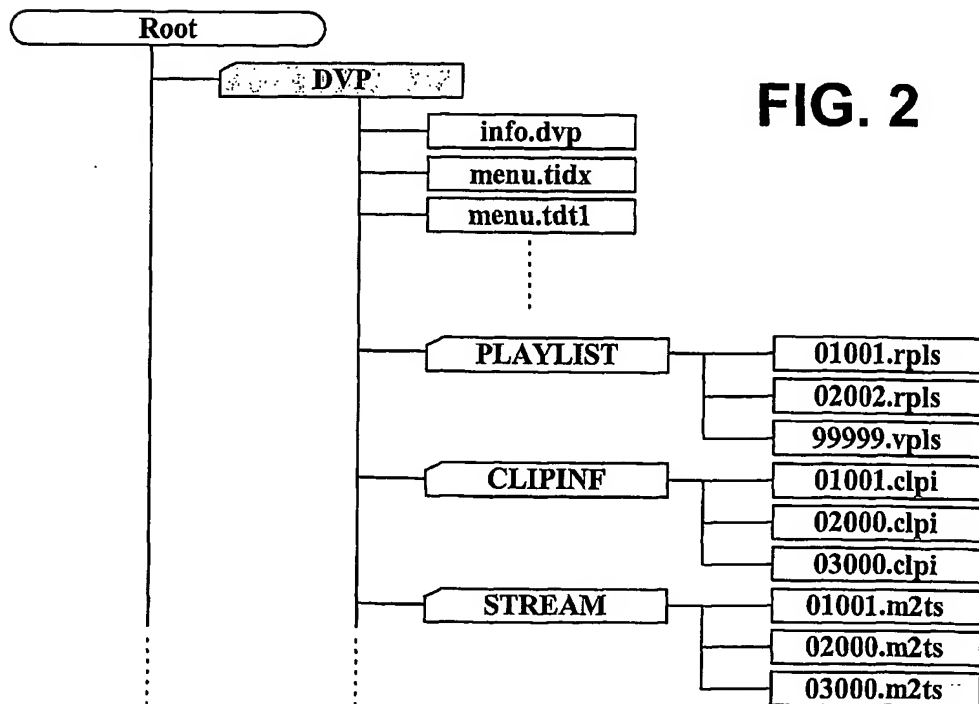 Root
DVP
FIG. 2
info.dvp
menu.tidx
menu.tdt1
PLAYLIST
01001.rpls
02002.rpls
99999.vpls
CLIPINF
01001.clpi
02000.clpi
03000.clpi
STREAM
01001.m2ts
02000.m2ts
03000.m2ts